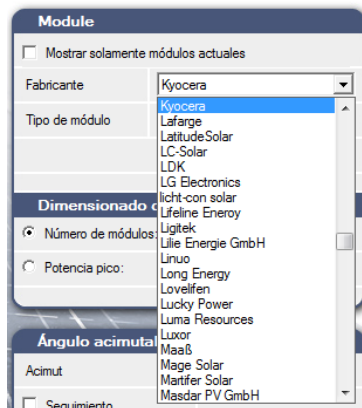 Module
Mostrar solamente módulos actuales
Fabricante
Kyocera
Tipo de módulo
Kyocera
Lafarge
LatitudeSolar
LC-Solar
LDK
LG Electronics
licht-con solar
Lifeline Eneroy
Ligitek
Lilie Energie GmbH
Linuo
Long Energy
Lovelifen
Lucky Power
Luma Resources
Luxor
Maaß
Mage Solar
Martifer Solar
Masdar PV GmbH
Dimensionado
Número de módulos:
Potencia pico:
Ángulo acimutal
Acimut
Seguimiento